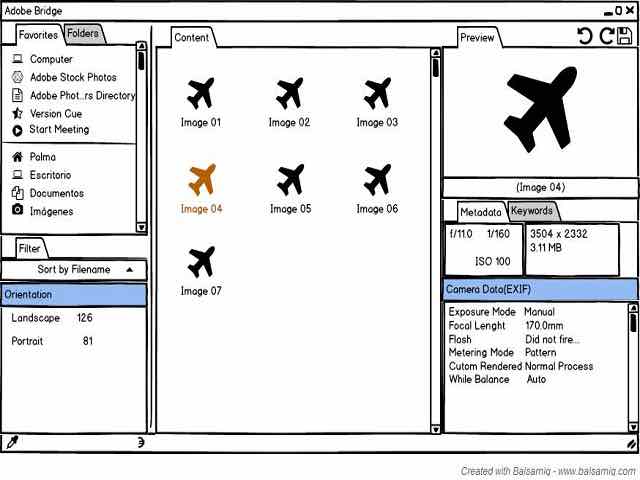 Adobe Bridge
Favorites
Folders
Computer
Adobe Stock Photos
Adobe Phot..rs Directory
Version Cue
Start Meeting
Palma
Escritorio
Documentos
Imágenes
Filter
Sort by Filename
Orientation
Landscape 126
Portrait 81
Content
Image 01
Image 02
Image 03
Image 04
Image 05
Image 06
Image 07
Preview
(Image 04)
Metadata
Keywords
f/11.0 1/160
ISO 100
3504 x 2332
3.11 MB
Camera Data(EXIF)
Exposure Mode Manual
Focal Lenght 170.0mm
Flash Did not fire...
Metering Mode Pattern
Cutom Rendered Normal Process
While Balance Auto
Created with Balsamiq - www.balsamiq.com